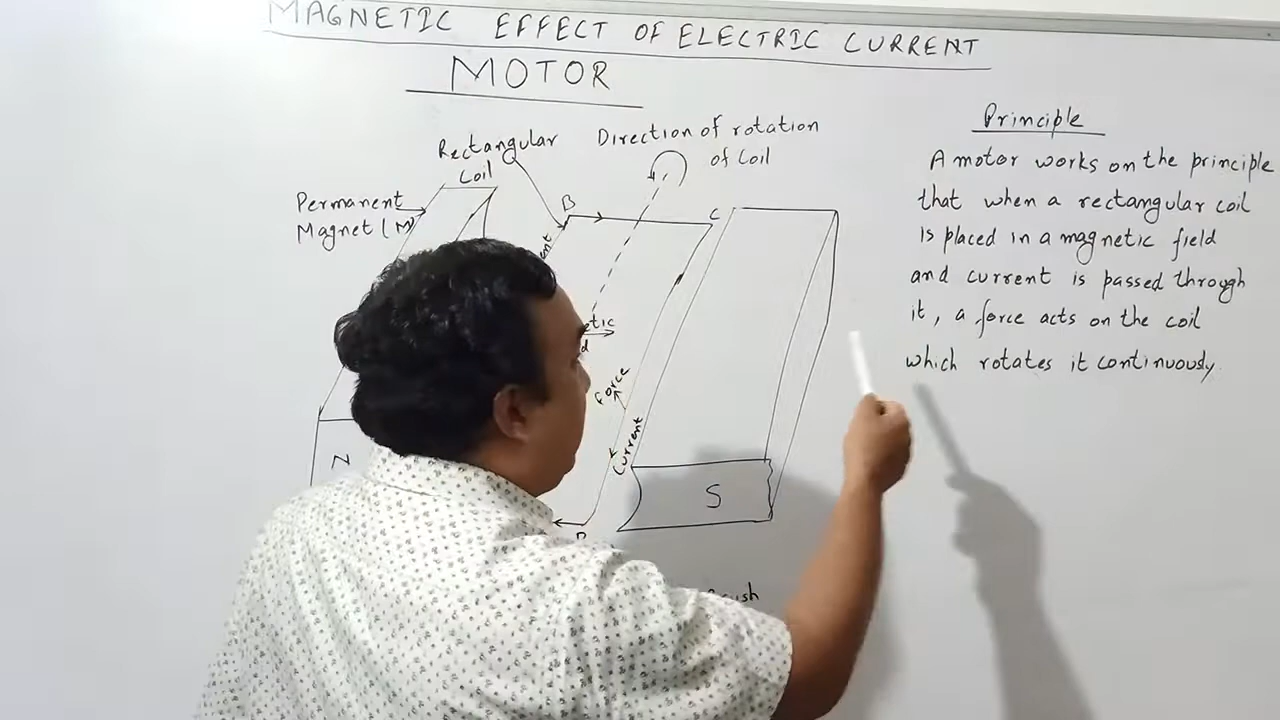 MAGNETIC EFFECT OF ELECTRIC CURRENT
MOTOR
Rectangular
Coil
Direction of rotation
of Coil
Permanent
Magnet (M)
B
C
Force
Current
N
S
Principle
A motor works on the principle
that when a rectangular coil
is placed in a magnetic field
and current is passed through
it, a force acts on the coil
which rotates it continuously.